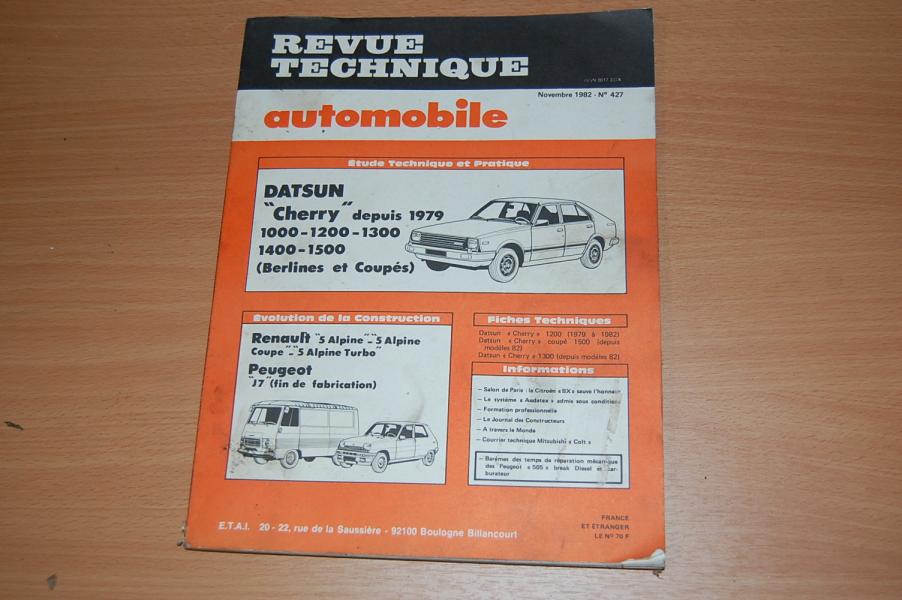 REVUE
TECHNIQUE
Novembre 1982 - N° 427
automobile
Étude Technique et Pratique
DATSUN
"Cherry" depuis 1979
1000-1200-1300
1400-1500
(Berlines et Coupés)
Évolution de la Construction
Renault "5 Alpine"-"5 Alpine
Coupe"-"5 Alpine Turbo"
Peugeot
"J7" (fin de fabrication)
Fiches Techniques
Datsun « Cherry » 1200 (1979 à 1982)
Datsun « Cherry » coupé 1500 (depuis
modèles 82)
Datsun « Cherry » 1300 (depuis modèles 82)
Informations
— Salon de Paris : la Citroën « BX » sauve l'honneur
— Le système « Audatex » admis sous conditions
— Formation professionnelle
— Le Journal des Constructeurs
— A travers le Monde
— Courrier technique Mitsubishi « Colt »
— Barèmes des temps de réparation mécanique
des Peugeot « 505 » break Diesel et car-
burateur
E.T.A.I. 20 - 22, rue de la Saussière - 92100 Boulogne Billancourt
FRANCE
ET ÉTRANGER
LE N° 70 F